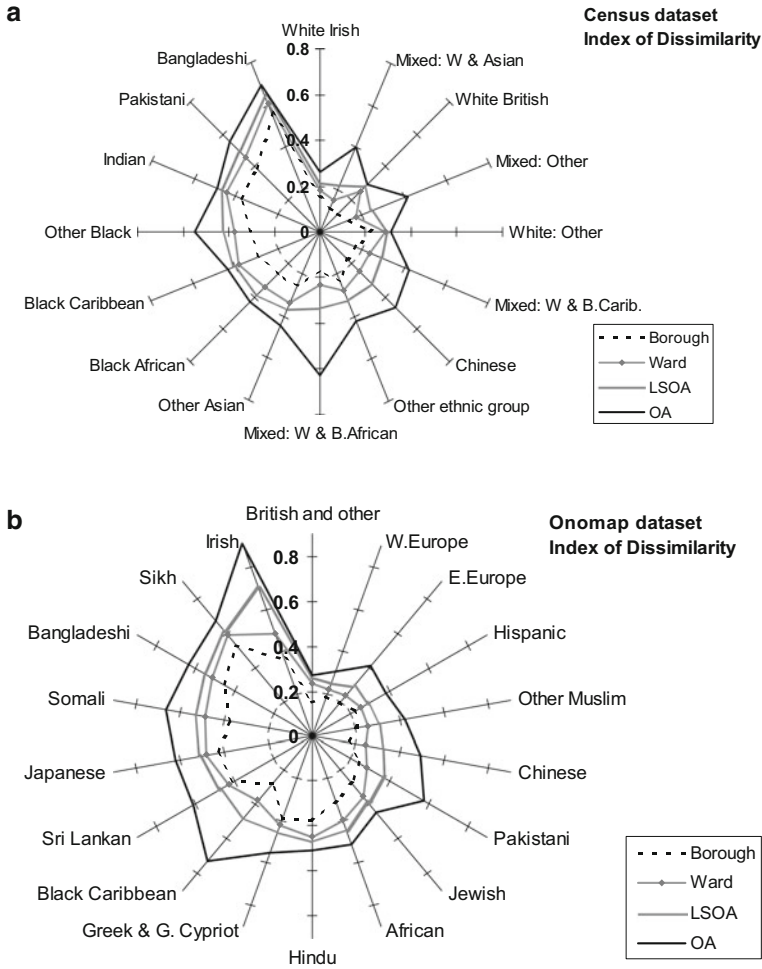 a
Census dataset
Index of Dissimilarity
White Irish
0.8
Bangladeshi
Mixed: W & Asian
Pakistani
0.6
White British
0.4
Indian
Mixed: Other
0.2
Other Black
0
White: Other
Black Caribbean
Mixed: W & B.Carib.
Black African
Chinese
Other Asian
Other ethnic group
Mixed: W & B.African
Borough
Ward
LSOA
OA
b
Onomap dataset
Index of Dissimilarity
British and other
Irish
0.8
W.Europe
Sikh
0.6
E.Europe
Bangladeshi
0.4
Hispanic
Somali
0.2
Other Muslim
0
Japanese
Chinese
Sri Lankan
Pakistani
Black Caribbean
Jewish
Greek & G. Cypriot
African
Hindu
Borough
Ward
LSOA
OA